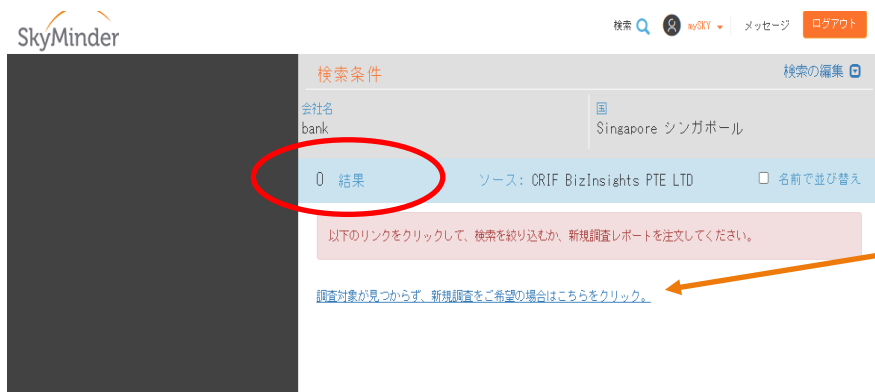 SkyMinder
検索
mySKY
メッセージ
ログアウト
検索条件
検索の編集
会社名
bank
国
Singapore シンガポール
0 結果
ソース: CRIF BizInsights PTE LTD
名前で並び替え
以下のリンクをクリックして、検索を絞り込むか、新規調査レポートを注文してください。
調査対象が見つからず、新規調査をご希望の場合はこちらをクリック。